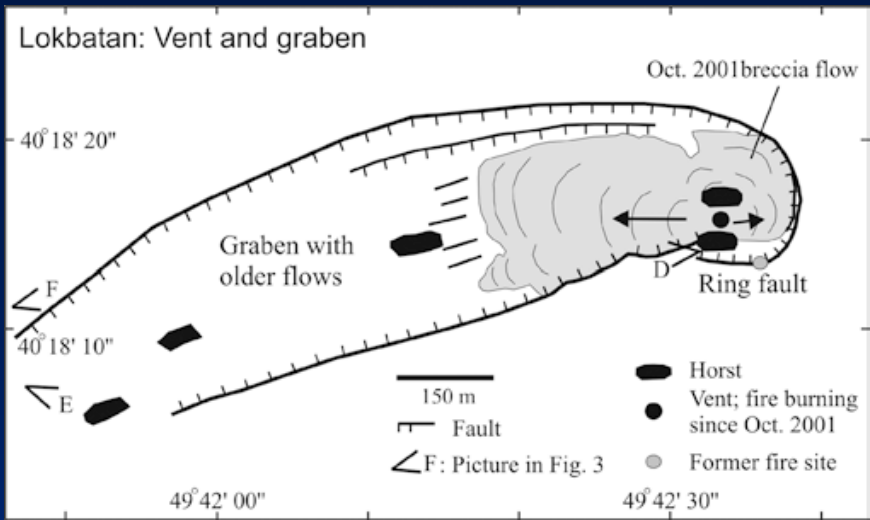 Lokbatan: Vent and graben
Oct. 2001breccia flow
40° 18' 20"
Graben with
older flows
D
Ring fault
F
40° 18' 10"
E
150 m
Fault
F: Picture in Fig. 3
Horst
Vent; fire burning
since Oct. 2001
Former fire site
49° 42' 00"
49° 42' 30"